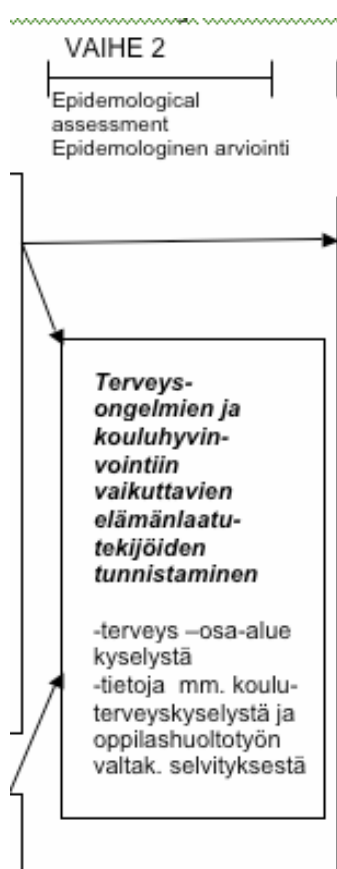 VAIHE 2
Epidemological
assessment
Epidemologinen arviointi
Terveys-
ongelmien ja
kouluhyvin-
vointiin
vaikuttavien
elämänlaatu-
tekijöiden
tunnistaminen
-terveys –osa-alue
kyselystä
-tietoja mm. koulu-
terveyskyselystä ja
oppilashuoltotyön
valtak. selvityksestä